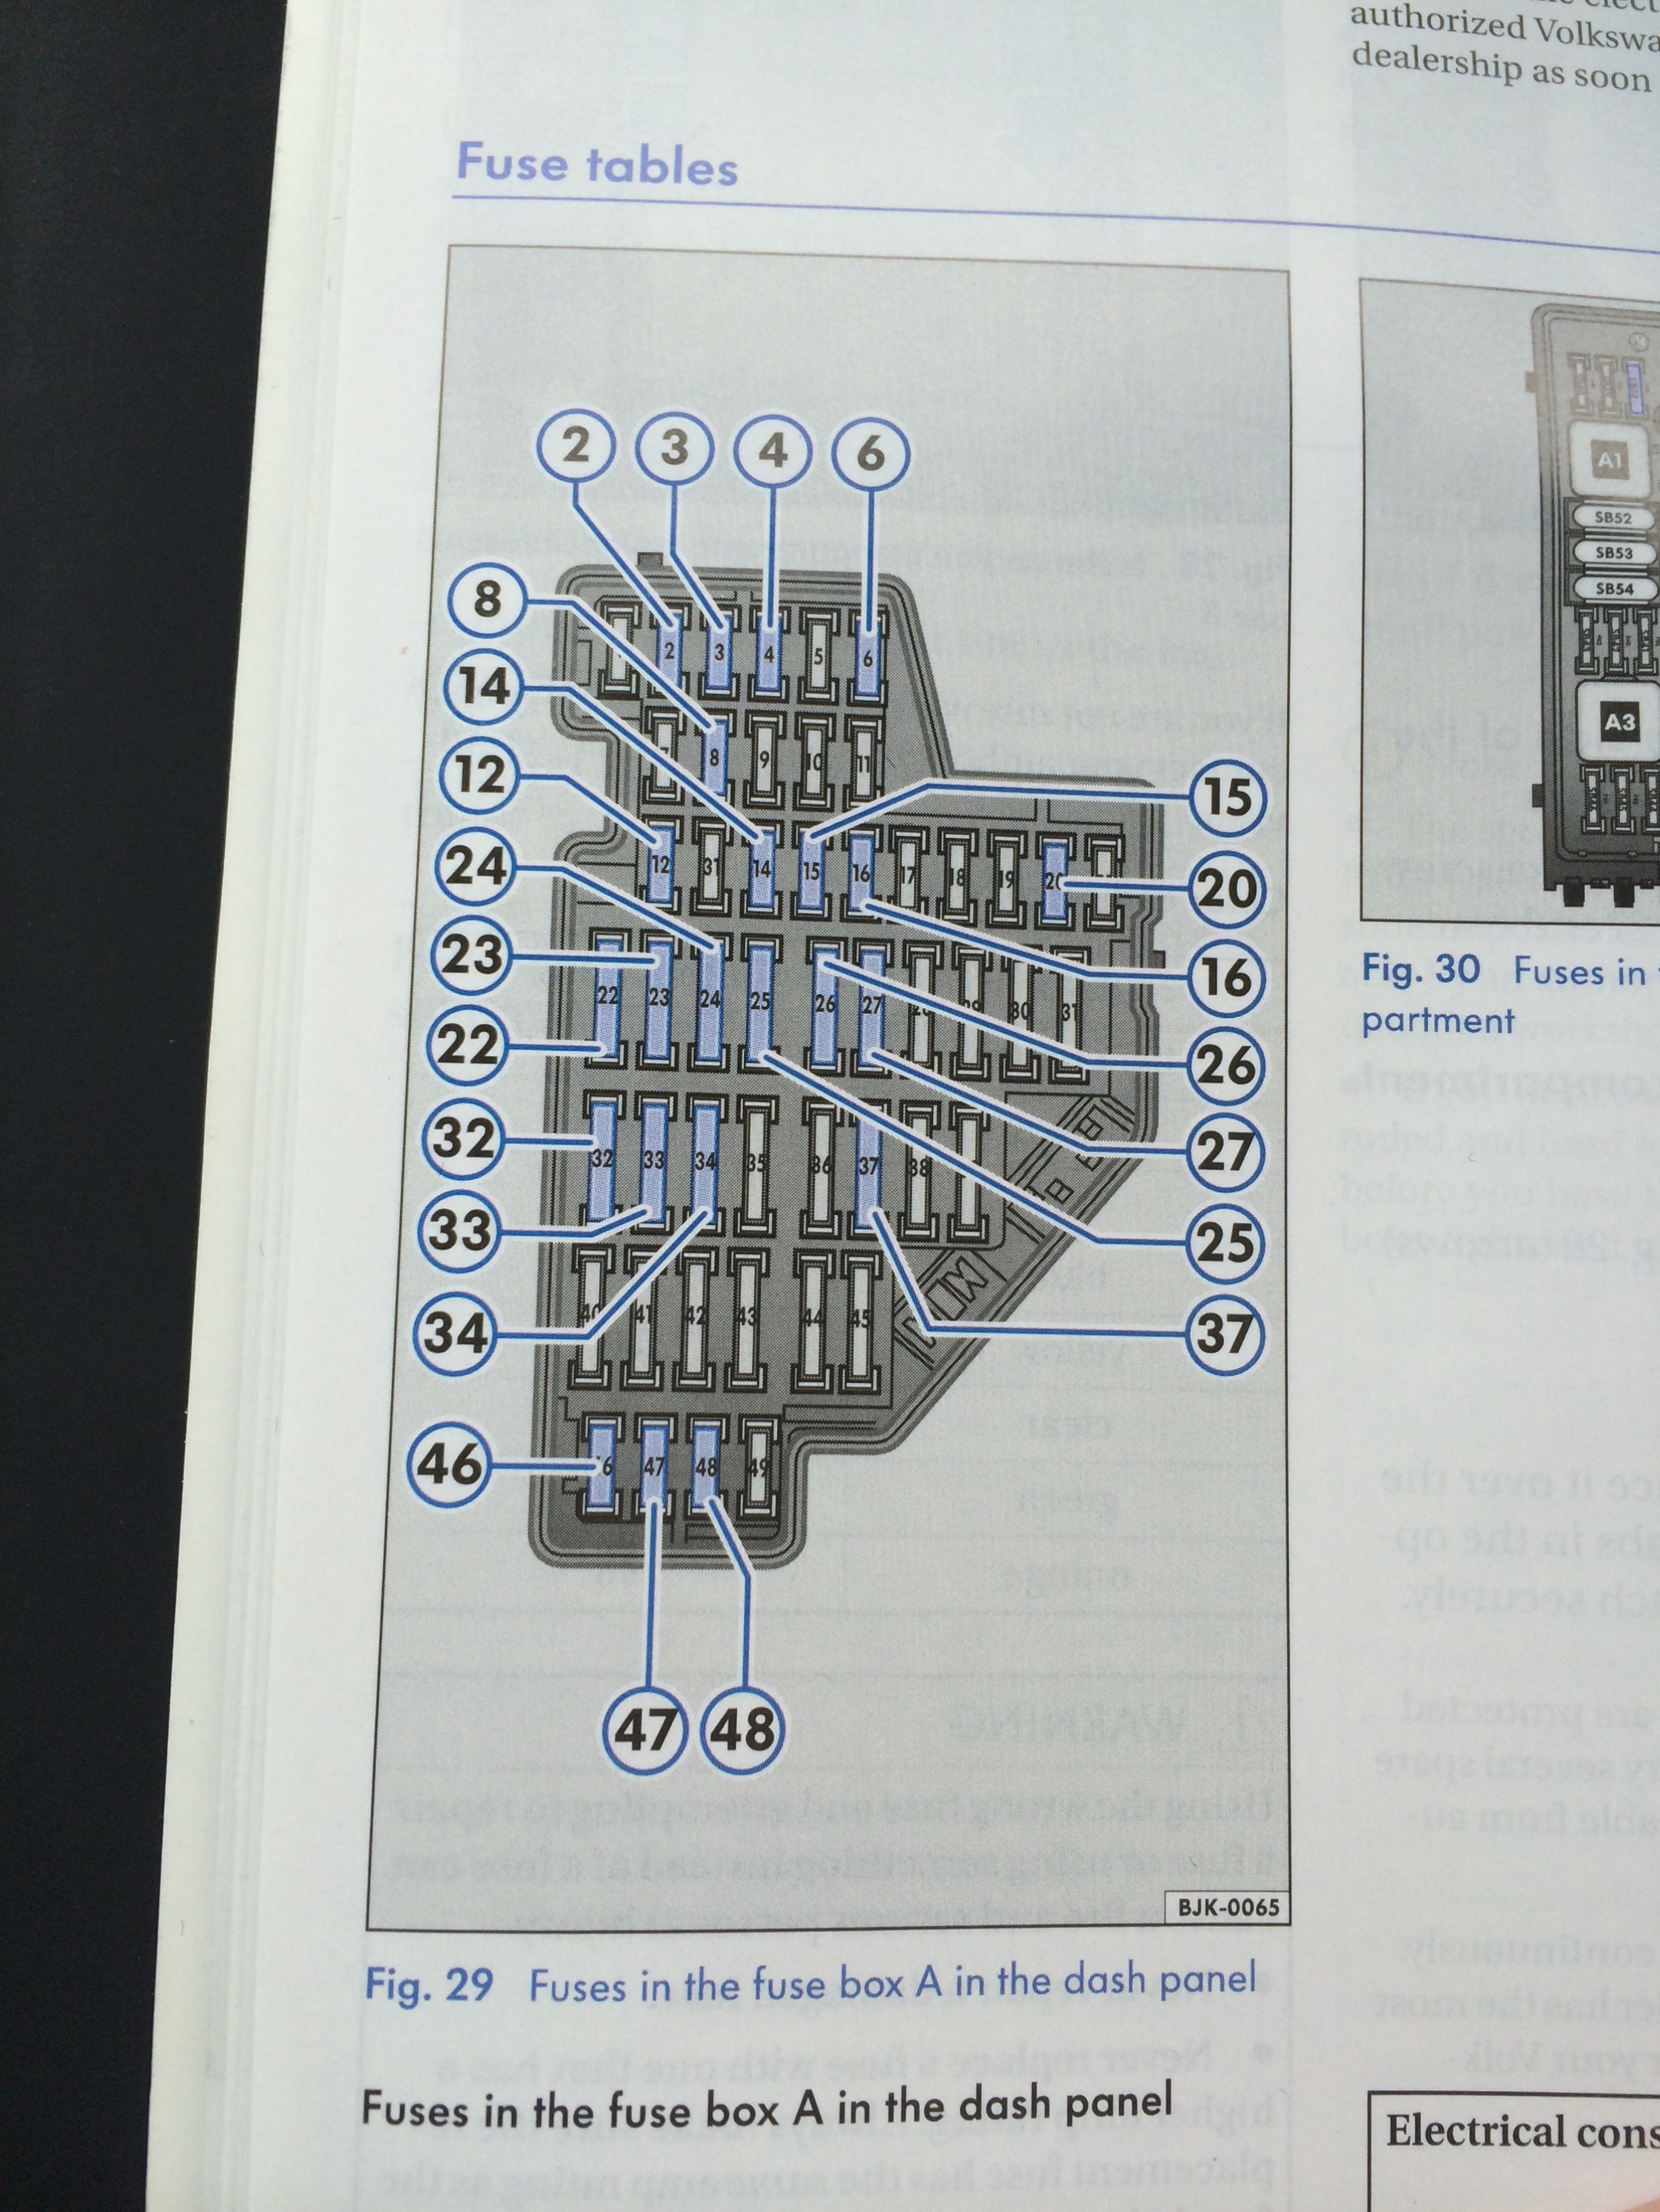 authorized Volkswa
dealership as soon
Fuse tables
2 3 4 6
8
14
12
24
23
22
32
33
34
46
15
20
16
26
27
25
37
47 48
2 3 4 5 6
8 9 10 11
12 31 14 15 16 17 18 19
22 23 24 25 26 27 30 31
32 33 34 35 36 37 38
41 42 43 44 45
47 48 49
BJK-0065
Fig. 29 Fuses in the fuse box A in the dash panel
Fuses in the fuse box A in the dash panel
A1
SB52
SB53
SB54
A3
Fig. 30 Fuses in
partment
Electrical cons